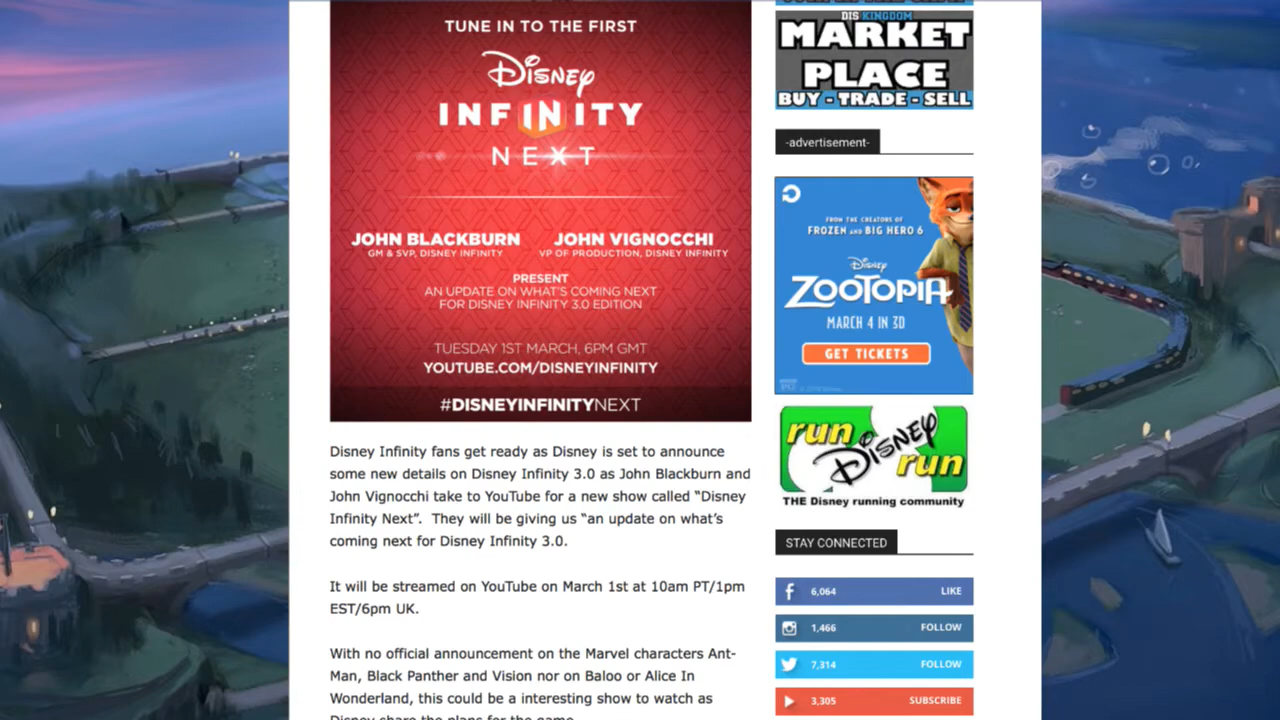 TUNE IN TO THE FIRST
Disney
INFINITY
NEXT
JOHN BLACKBURN
GM & SVP, DISNEY INFINITY
JOHN VIGNOCCHI
VP OF PRODUCTION, DISNEY INFINITY
PRESENT
AN UPDATE ON WHAT'S COMING NEXT
FOR DISNEY INFINITY 3.0 EDITION
TUESDAY 1ST MARCH, 6PM GMT
YOUTUBE.COM/DISNEYINFINITY
#DISNEYINFINITYNEXT
Disney Infinity fans get ready as Disney is set to announce
some new details on Disney Infinity 3.0 as John Blackburn and
John Vignocchi take to YouTube for a new show called “Disney
Infinity Next”.  They will be giving us “an update on what’s
coming next for Disney Infinity 3.0.
It will be streamed on YouTube on March 1st at 10am PT/1pm
EST/6pm UK.
With no official announcement on the Marvel characters Ant-
Man, Black Panther and Vision nor on Baloo or Alice In
Wonderland, this could be a interesting show to watch as
Disney share the plans for the game.
DIS KINGDOM
MARKET
PLACE
BUY - TRADE - SELL
-advertisement-
FROM THE CREATORS OF
FROZEN AND BIG HERO 6
Disney
ZOOTOPIA
MARCH 4 IN 3D
GET TICKETS
run
Disney
run
THE Disney running community
STAY CONNECTED
6,064 LIKE
1,466 FOLLOW
7,314 FOLLOW
3,305 SUBSCRIBE